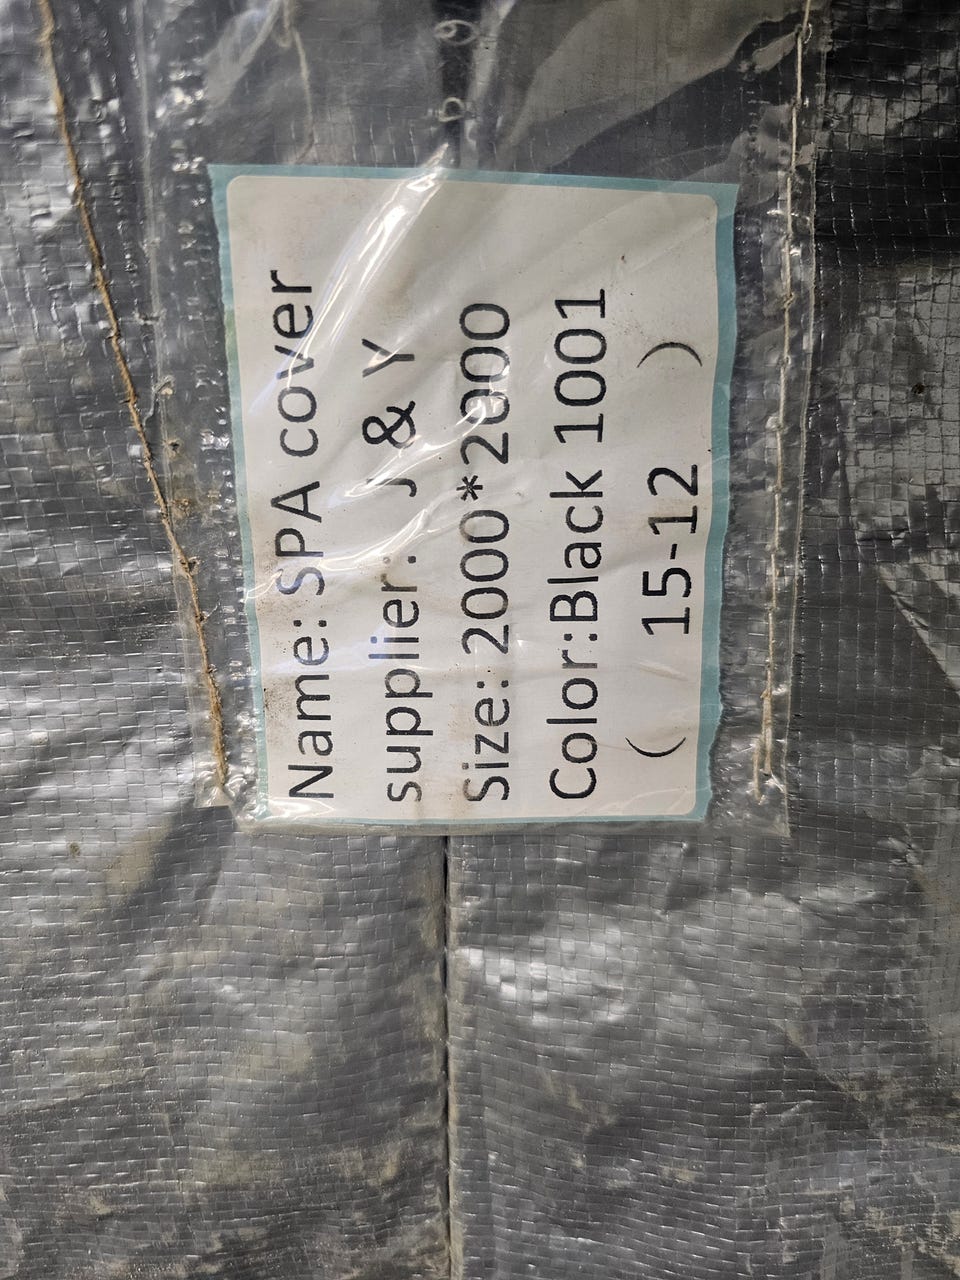 Name: SPA cover
supplier: J & Y
Size: 2000*2000
Color:Black 1001
( 15-12 )